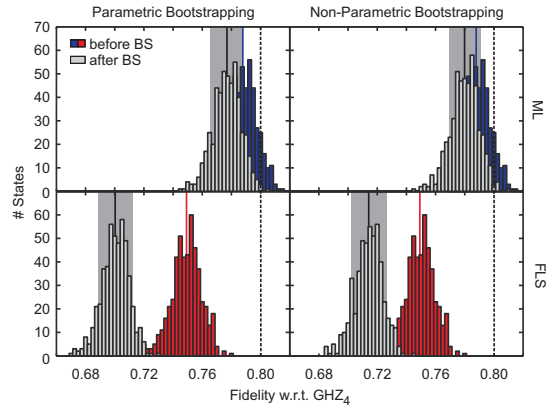 Parametric Bootstrapping
Non-Parametric Bootstrapping
70
60
50
40
30
20
10
0
before BS
after BS
ML
# States
60
50
40
30
20
10
0
FLS
0.68 0.72 0.76 0.80
0.68 0.72 0.76 0.80
Fidelity w.r.t. GHZ₄